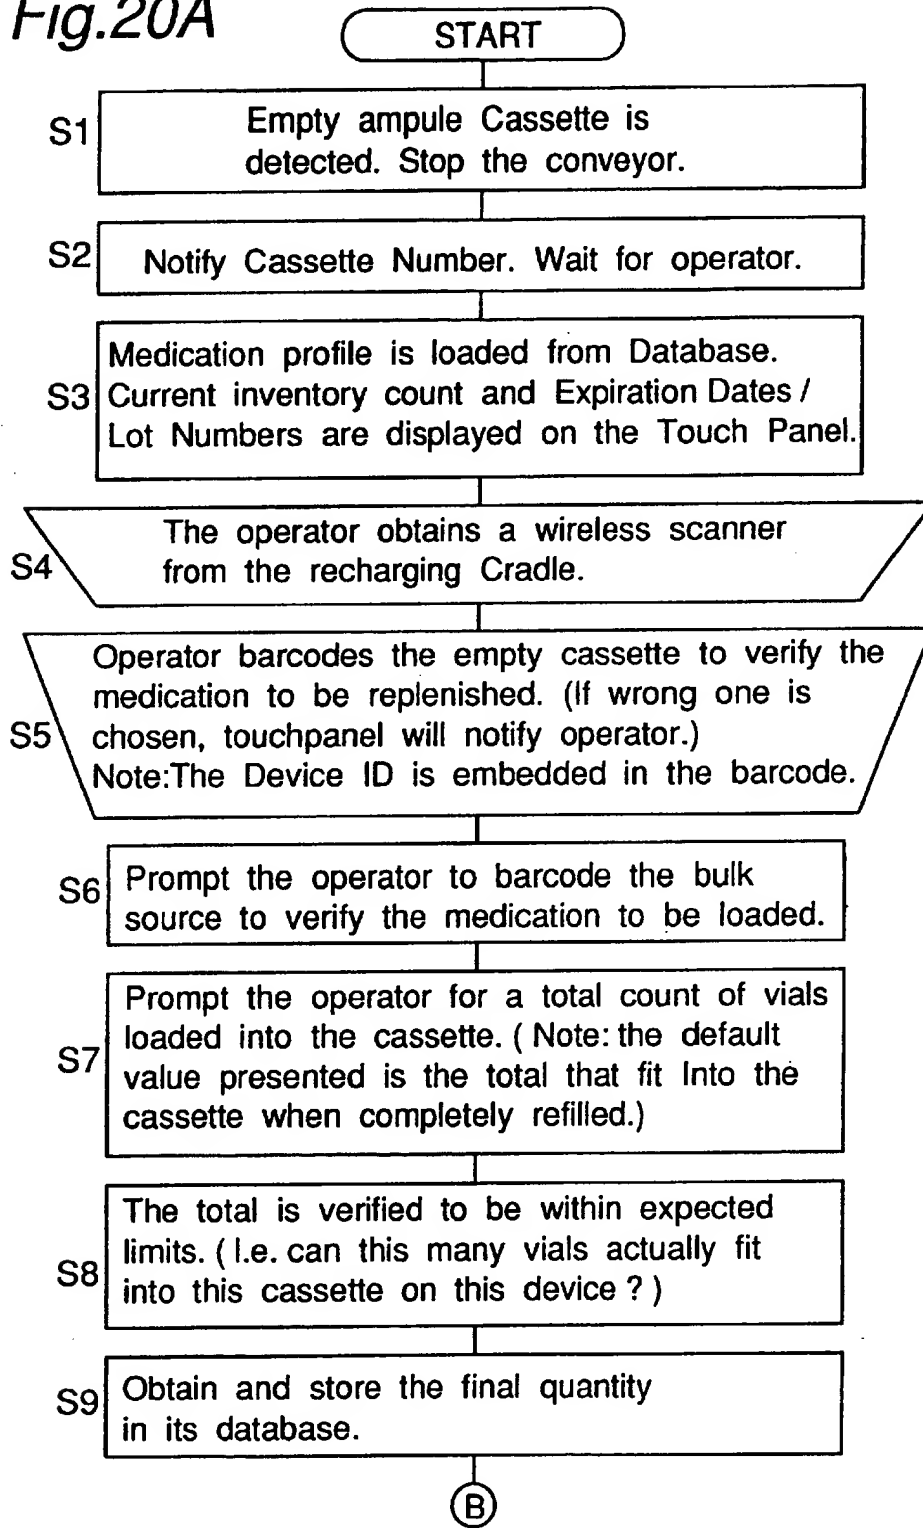 Fig.20A
START
S1
Empty ampule Cassette is
detected. Stop the conveyor.
S2
Notify Cassette Number. Wait for operator.
S3
Medication profile is loaded from Database.
Current inventory count and Expiration Dates /
Lot Numbers are displayed on the Touch Panel.
S4
The operator obtains a wireless scanner
from the recharging Cradle.
S5
Operator barcodes the empty cassette to verify the
medication to be replenished. (If wrong one is
chosen, touchpanel will notify operator.)
Note:The Device ID is embedded in the barcode.
S6
Prompt the operator to barcode the bulk
source to verify the medication to be loaded.
S7
Prompt the operator for a total count of vials
loaded into the cassette. ( Note: the default
value presented is the total that fit Into the
cassette when completely refilled.)
S8
The total is verified to be within expected
limits. ( I.e. can this many vials actually fit
into this cassette on this device ? )
S9
Obtain and store the final quantity
in its database.
B